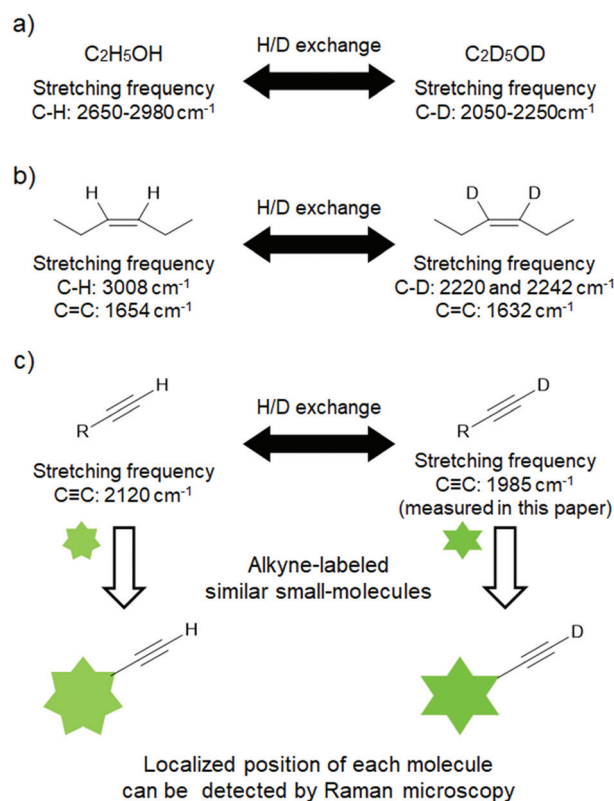 a)
C2H5OH
H/D exchange
C2D5OD
Stretching frequency
C-H: 2650-2980 cm-1
Stretching frequency
C-D: 2050-2250cm-1
b)
H H
H/D exchange
D D
Stretching frequency
C-H: 3008 cm-1
C=C: 1654 cm-1
Stretching frequency
C-D: 2220 and 2242 cm-1
C=C: 1632 cm-1
c)
H
R
H/D exchange
D
R
Stretching frequency
C≡C: 2120 cm-1
Stretching frequency
C≡C: 1985 cm-1
(measured in this paper)
Alkyne-labeled
similar small-molecules
H
D
Localized position of each molecule
can be detected by Raman microscopy